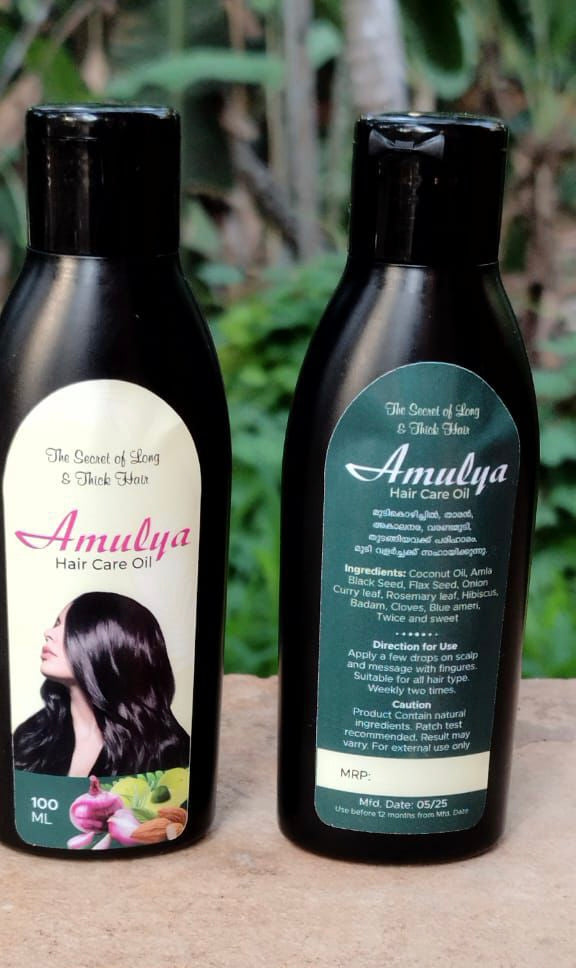 The Secret of Long
& Thick Hair
Amulya
Hair Care Oil
100
ML
The Secret of Long
& Thick Hair
Amulya
Hair Care Oil
മുടികൊഴിച്ചിൽ, താരൻ,
അകാലനര, വരണ്ടമുടി,
തുടങ്ങിയവക്ക് പരിഹാരം.
മുടി വളർച്ചക്ക് സഹായിക്കുന്നു.
Ingredients: Coconut Oil, Amla
Black Seed, Flax Seed, Onion
Curry leaf, Rosemary leaf, Hibiscus,
Badam, Cloves, Blue ameri,
Twice and sweet
Direction for Use
Apply a few drops on scalp
and message with fingures.
Suitable for all hair type.
Weekly two times.
Caution
Product Contain natural
ingredients. Patch test
recommended. Result may
varry. For external use only
MRP:
Mfd. Date: 05/25
Use before 12 months from Mfd. Date